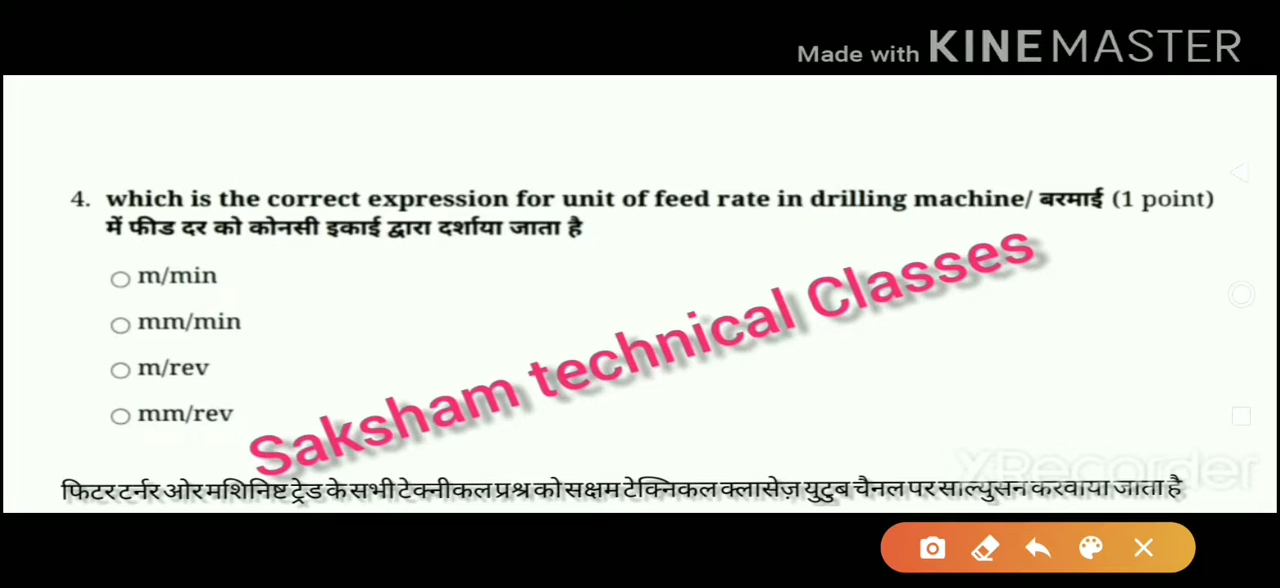 Made with KINEMASTER
4. which is the correct expression for unit of feed rate in drilling machine/ बरमाई (1 point)
में फीड दर को कोनसी इकाई द्वारा दर्शाया जाता है
m/min
mm/min
m/rev
mm/rev
Saksham technical Classes
XRecorder
फिटर टर्नर ओर मशिनिष्ट ट्रेड के सभी टेक्नीकल प्रश्न को सक्षम टेक्निकल क्लासेज़ युटुब चैनल पर साल्युसन करवाया जाता है